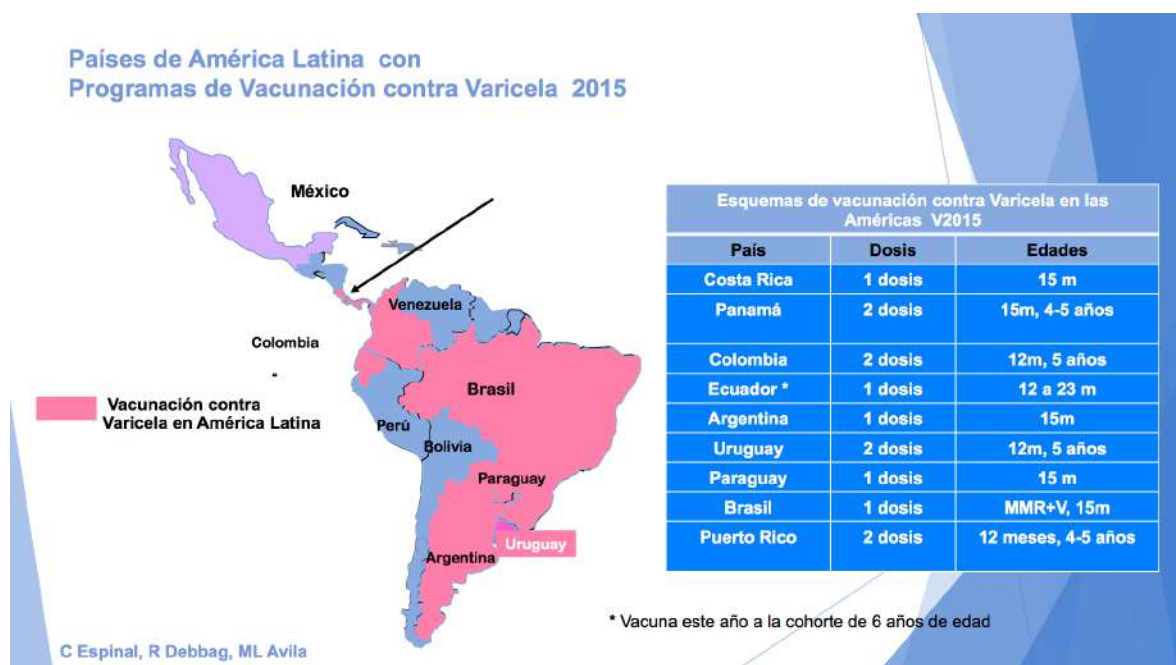 Países de América Latina con
Programas de Vacunación contra Varicela 2015
México
Venezuela
Colombia
Brasil
Vacunación contra
Varicela en América Latina
Perú
Bolivia
Paraguay
Uruguay
Argentina
Esquemas de vacunación contra Varicela en las
Américas V2015
País Dosis Edades
Costa Rica 1 dosis 15 m
Panamá 2 dosis 15m, 4-5 años
Colombia 2 dosis 12m, 5 años
Ecuador * 1 dosis 12 a 23 m
Argentina 1 dosis 15m
Uruguay 2 dosis 12m, 5 años
Paraguay 1 dosis 15 m
Brasil 1 dosis MMR+V, 15m
Puerto Rico 2 dosis 12 meses, 4-5 años
* Vacuna este año a la cohorte de 6 años de edad
C Espinal, R Debbag, ML Avila